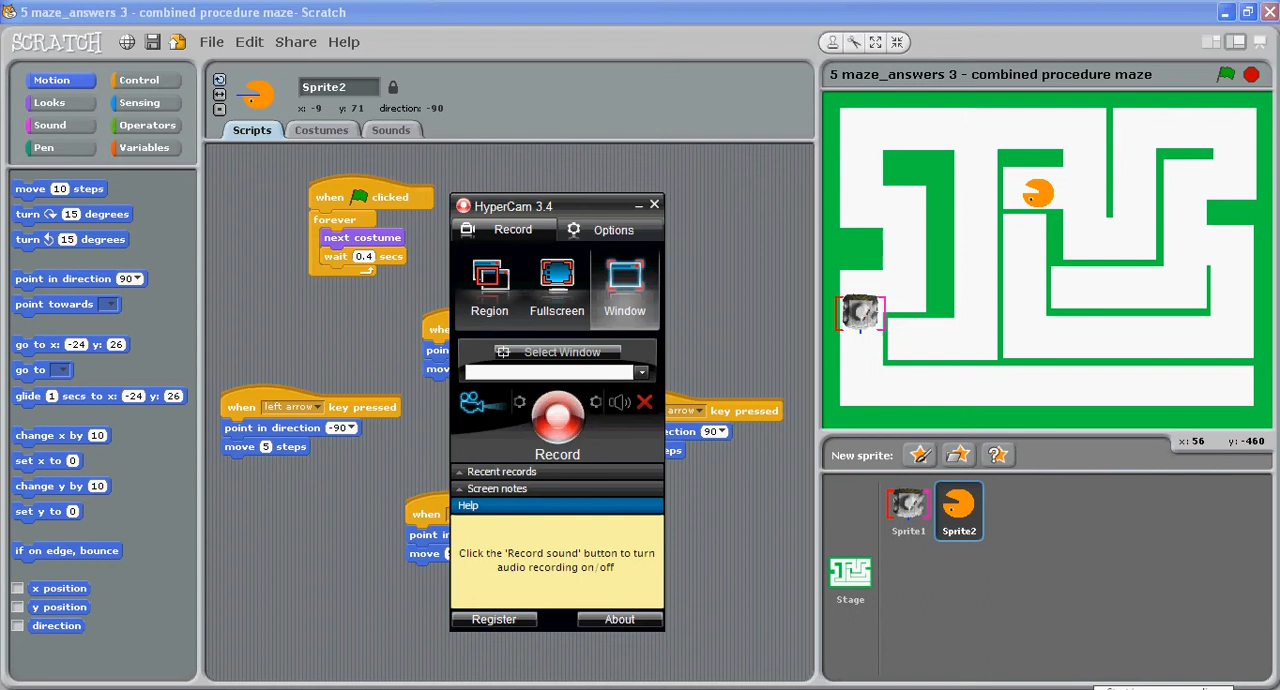 5 maze_answers 3 - combined procedure maze- Scratch
SCRATCH File Edit Share Help
Motion Control
Looks Sensing
Sound Operators
Pen Variables
move 10 steps
turn 15 degrees
turn 15 degrees
point in direction 90
point towards
go to x: -24 y: 26
go to
glide 1 secs to x: -24 y: 26
change x by 10
set x to 0
change y by 10
set y to 0
if on edge, bounce
x position
y position
direction
Sprite2
x: -9 y: 71 direction: -90
Scripts Costumes Sounds
when clicked
forever
next costume
wait 0.4 secs
when left arrow key pressed
point in direction -90
move 5 steps
whe
poin
mov
arrow key pressed
ction 90
ps
when
point in
move
HyperCam 3.4
Record Options
Region Fullscreen Window
Select Window
Record
Recent records
Screen notes
Help
Click the 'Record sound' button to turn
audio recording on/off
Register About
5 maze_answers 3 - combined procedure maze
x: 56 y: -460
New sprite:
Sprite1 Sprite2
Stage